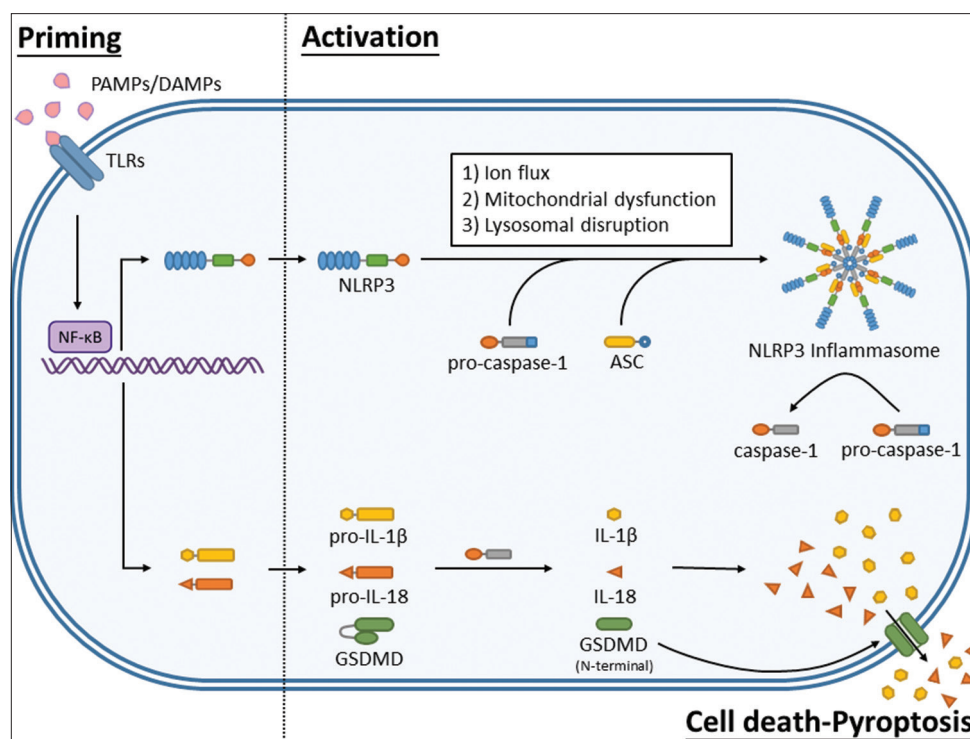 Priming
Activation
PAMPs/DAMPs
TLRs
1) Ion flux
2) Mitochondrial dysfunction
3) Lysosomal disruption
NLRP3
NF-κB
pro-caspase-1
ASC
NLRP3 Inflammasome
caspase-1
pro-caspase-1
pro-IL-1β
IL-1β
pro-IL-18
IL-18
GSDMD
GSDMD
(N-terminal)
Cell death-Pyroptosis